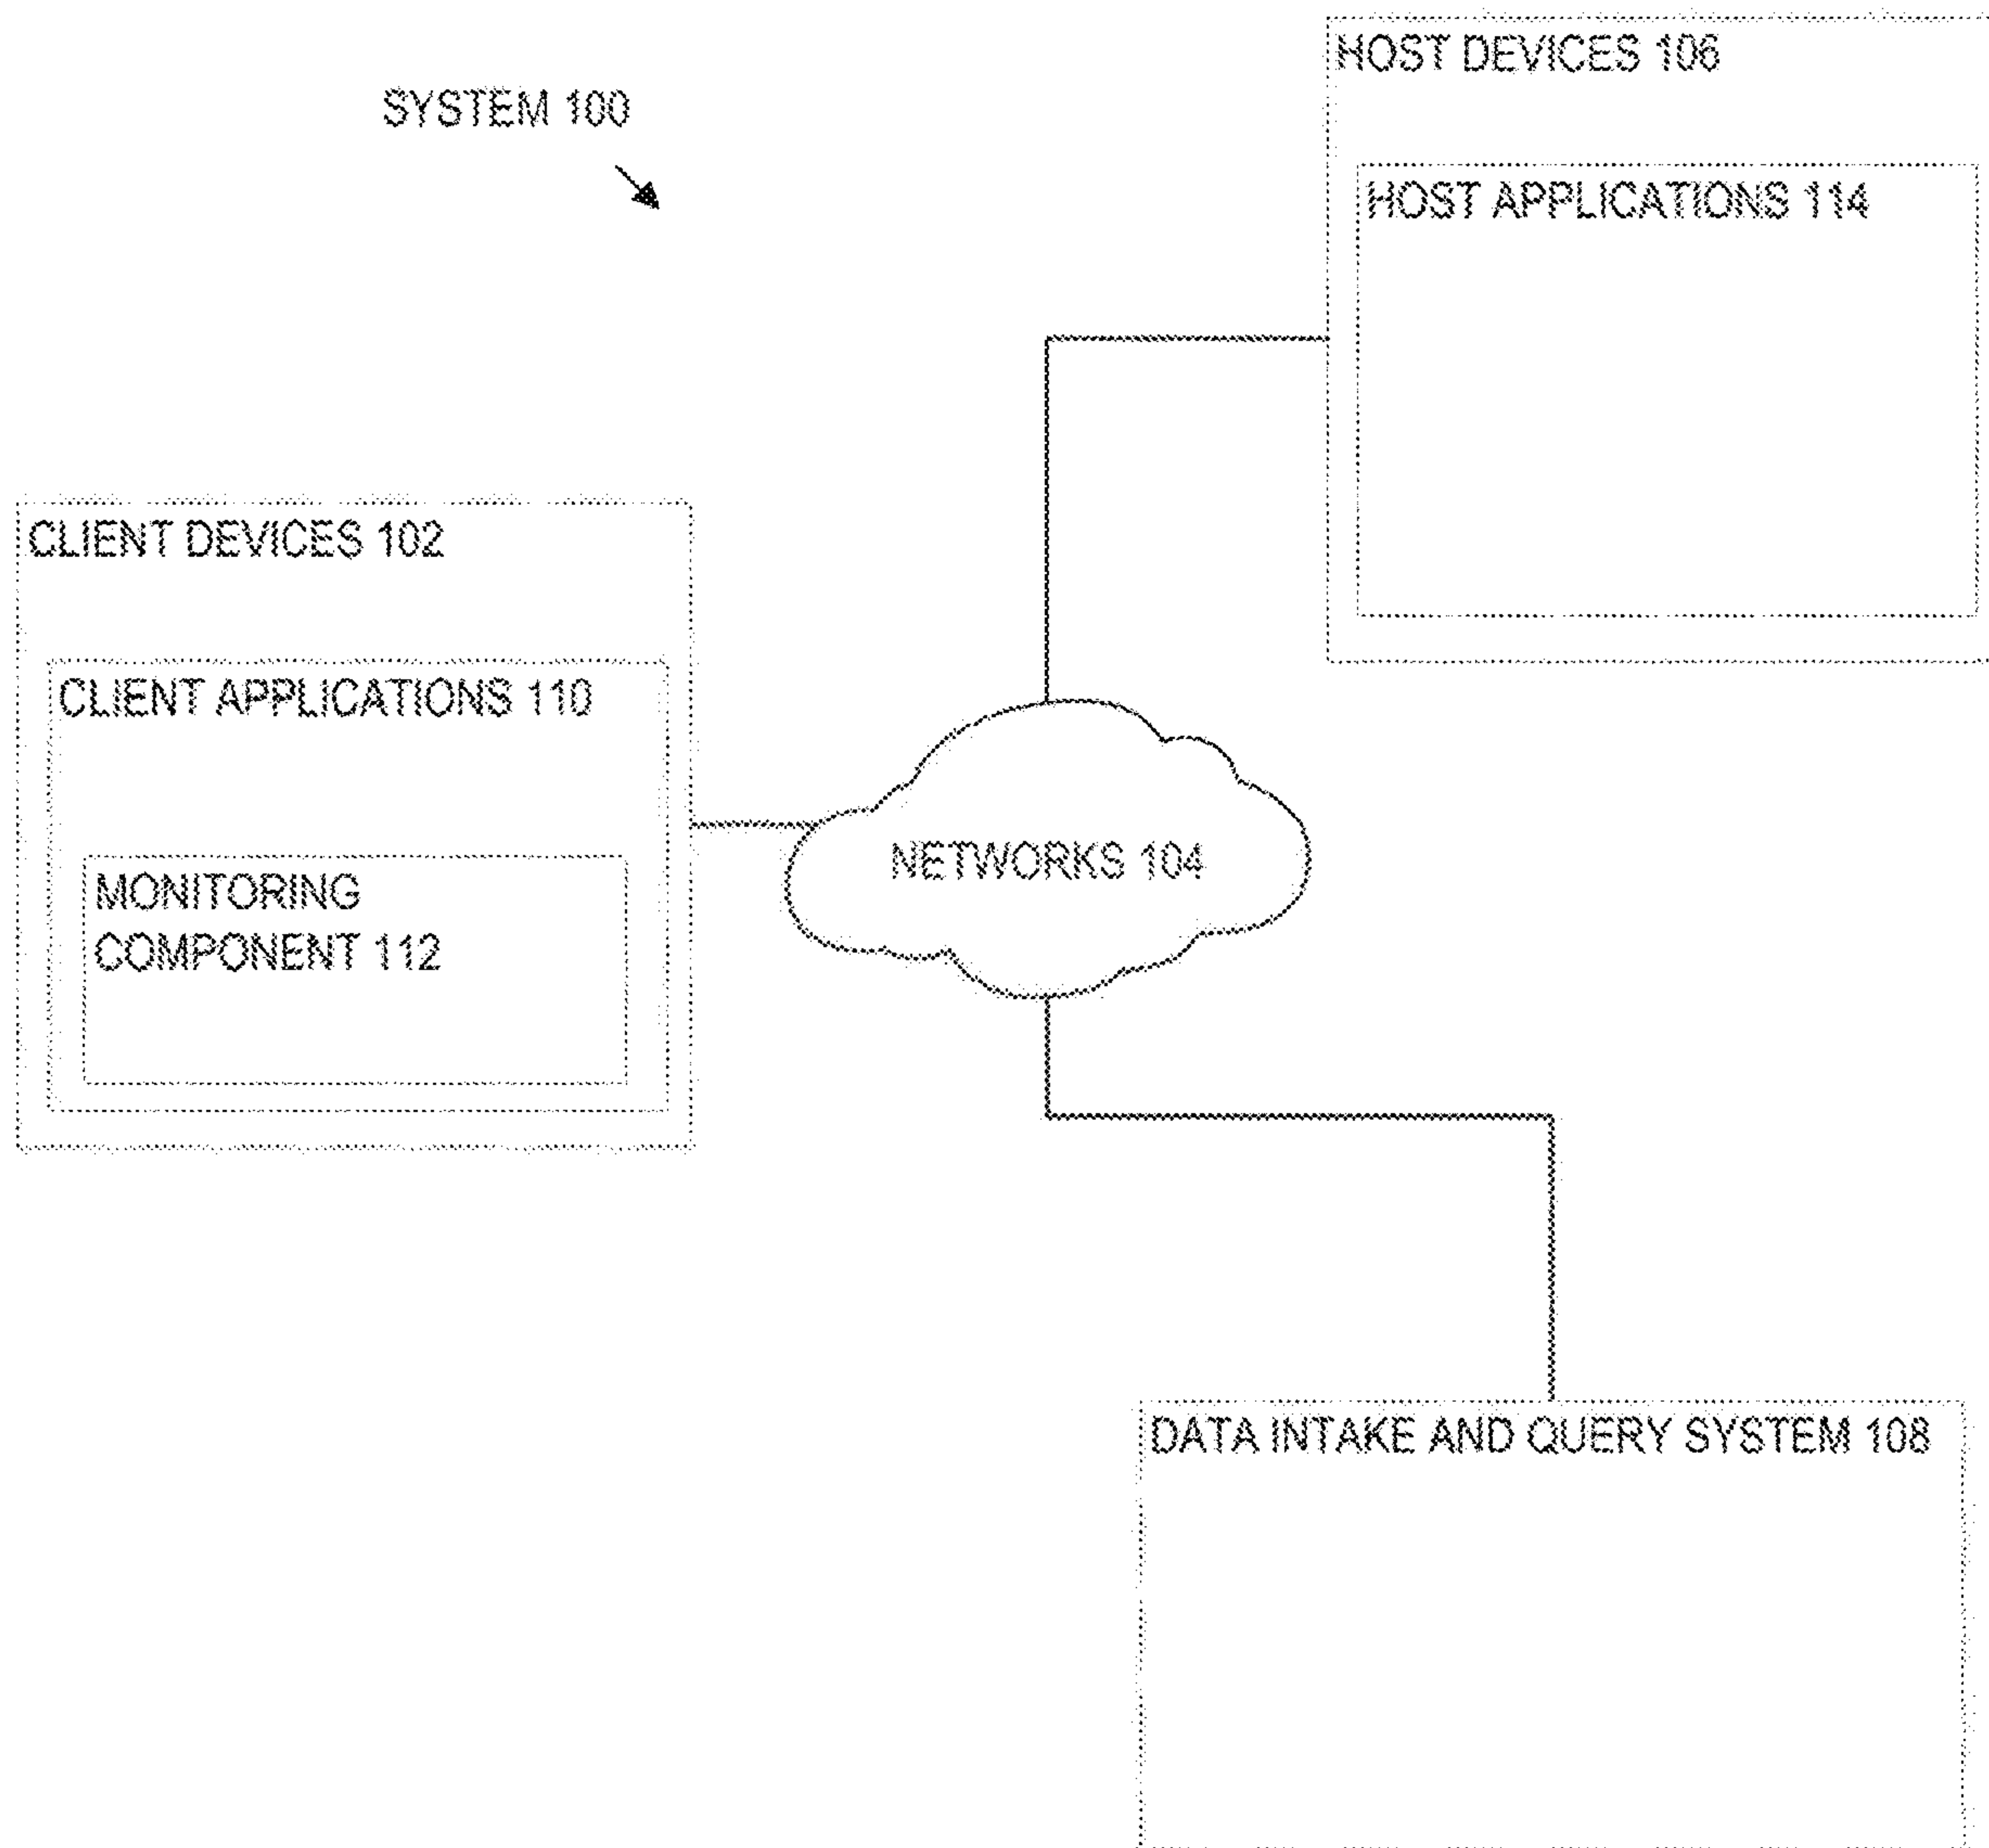 SYSTEM 100
HOST DEVICES 106
HOST APPLICATIONS 114
CLIENT DEVICES 102
CLIENT APPLICATIONS 110
MONITORING
COMPONENT 112
NETWORKS 104
DATA INTAKE AND QUERY SYSTEM 108